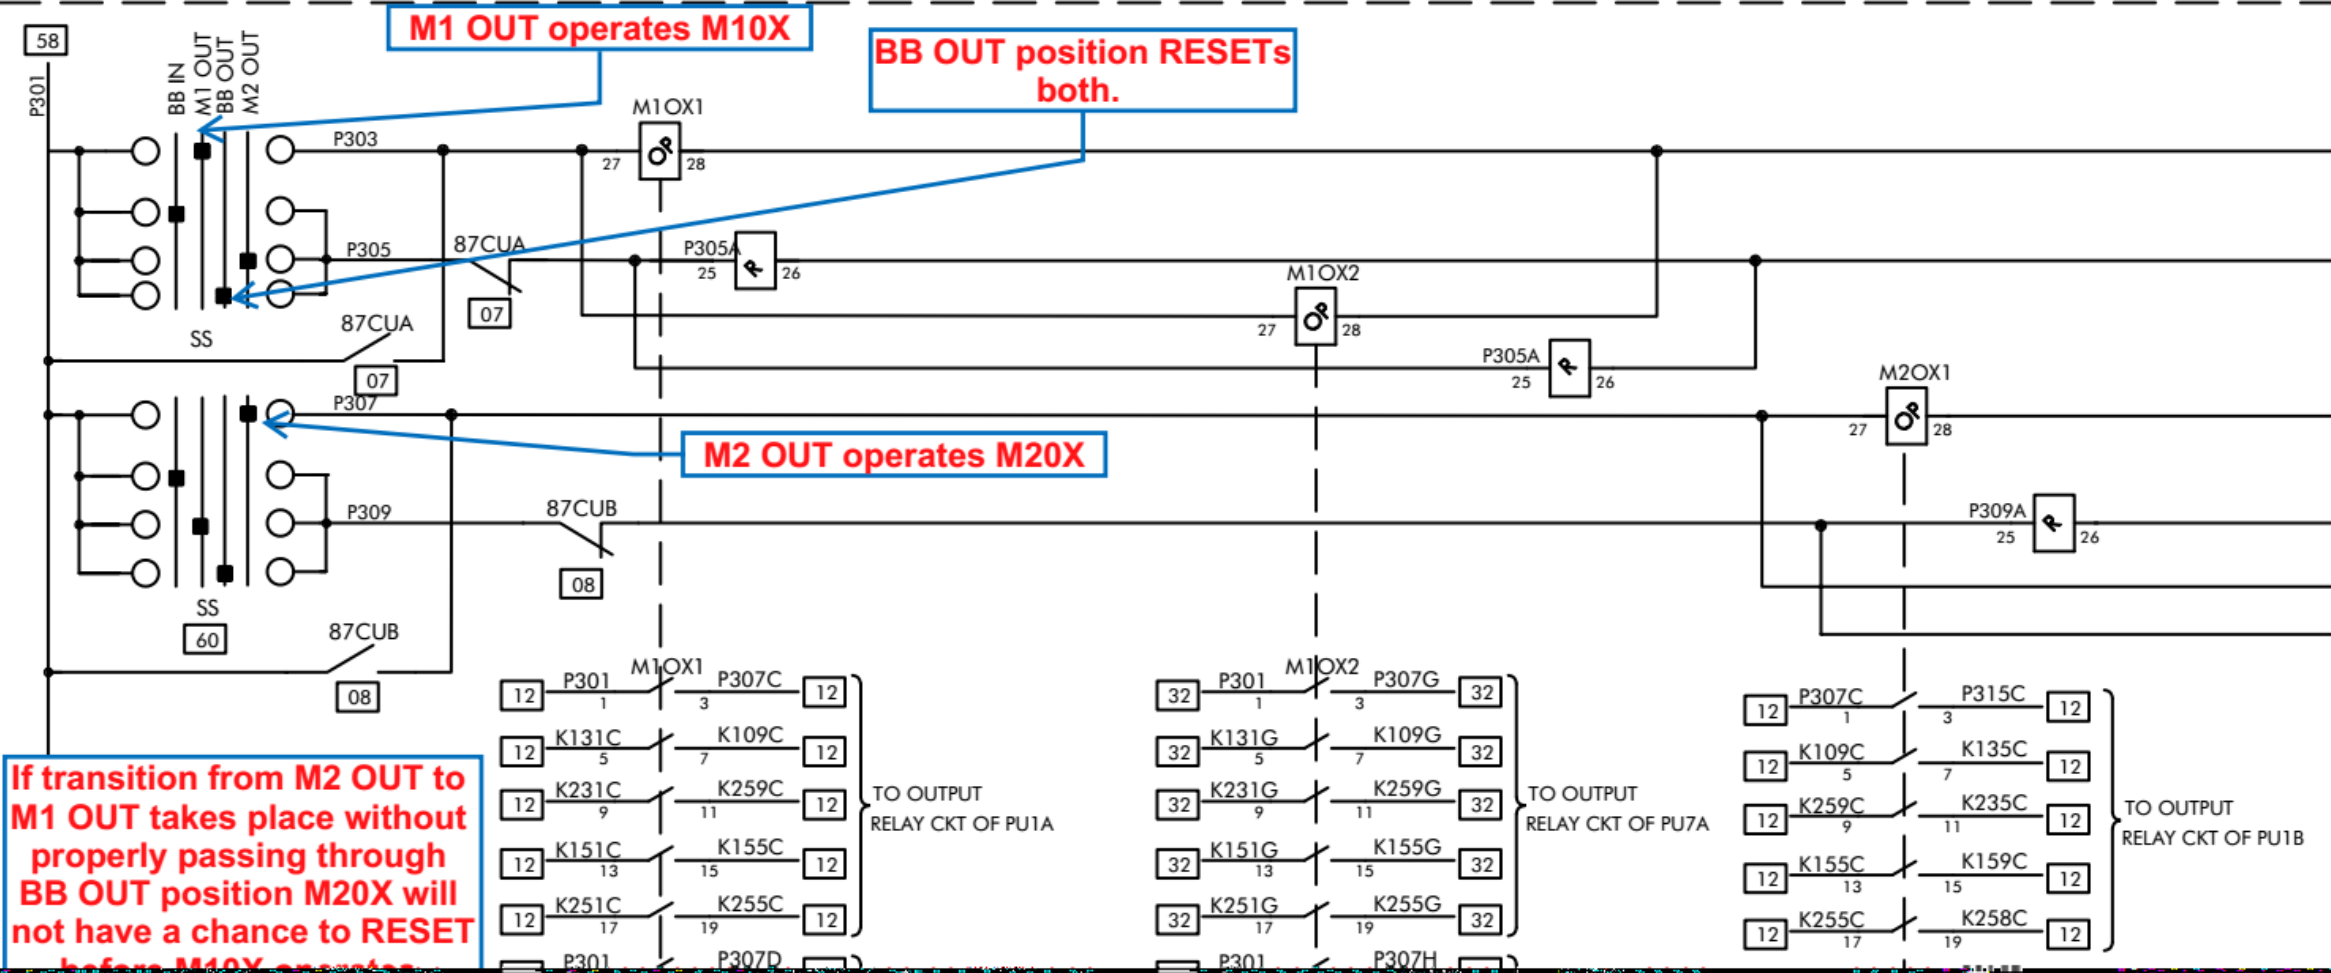 M1 OUT operates M10X
BB OUT position RESETs
both.
58
P301
BB IN
M1 OUT
BB OUT
M2 OUT
M1OX1
P303
27
OP
28
P305
87CUA
P305A
25
R
26
07
M1OX2
27
OP
28
SS
87CUA
07
P305A
25
R
26
M2OX1
P307
27
OP
28
M2 OUT operates M20X
P309
87CUB
08
P309A
25
R
26
SS
60
87CUB
08
If transition from M2 OUT to
M1 OUT takes place without
properly passing through
BB OUT position M20X will
not have a chance to RESET
before M10X operates
M1OX1
12 P301 1 3 P307C 12
12 K131C 5 7 K109C 12
12 K231C 9 11 K259C 12
12 K151C 13 15 K155C 12
12 K251C 17 19 K255C 12
P301 P307D
TO OUTPUT
RELAY CKT OF PU1A
M1OX2
32 P301 1 3 P307G 32
32 K131G 5 7 K109G 32
32 K231G 9 11 K259G 32
32 K151G 13 15 K155G 32
32 K251G 17 19 K255G 32
P301 P307H
TO OUTPUT
RELAY CKT OF PU7A
12 P307C 1 3 P315C 12
12 K109C 5 7 K135C 12
12 K259C 9 11 K235C 12
12 K155C 13 15 K159C 12
12 K255C 17 19 K258C 12
TO OUTPUT
RELAY CKT OF PU1B